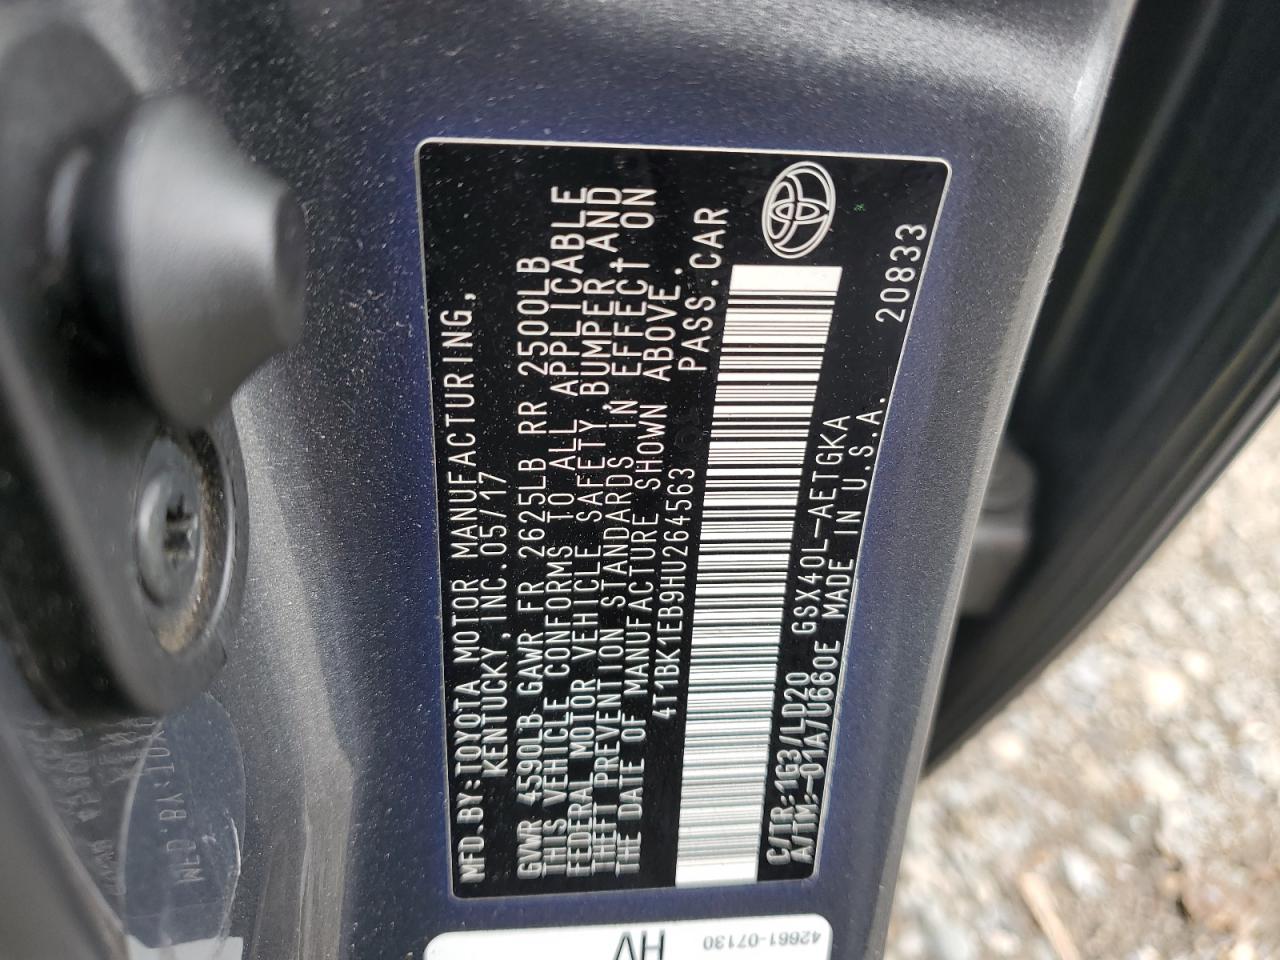 MFD.BY:TOYOTA MOTOR MANUFACTURING,
KENTUCKY, INC.05/17
GVWR 4590LB GAWR FR 2625LB RR 2500LB
THIS VEHICLE CONFORMS TO ALL APPLICABLE
FEDERAL MOTOR VEHICLE SAFETY,BUMPER,AND
THEFT PREVENTION STANDARDS IN EFFECT ON
THE DATE OF MANUFACTURE SHOWN ABOVE.
4T1BK1EB9HU264563 PASS.CAR
C/TR:1G3/LD20 GSX40L-AETGKA
A/TM:-01A/U660E MADE IN U.S.A.
20833
HV
42661-07130